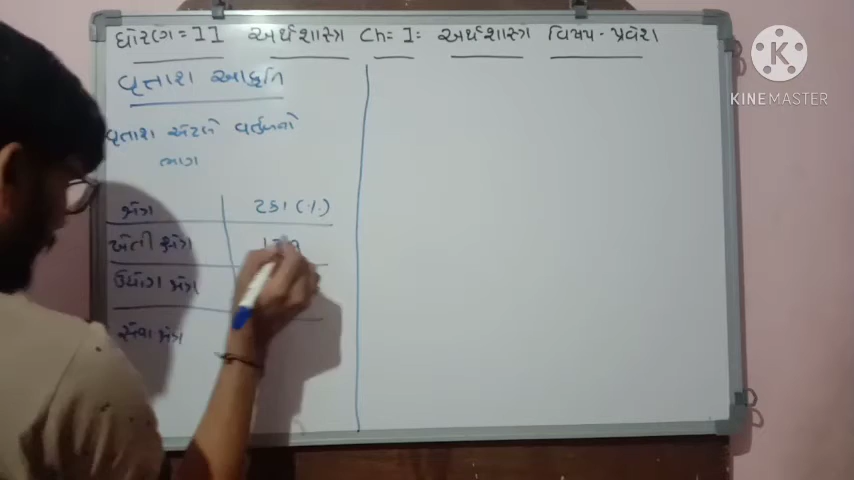 ધોરણ = 11 અર્થશાસ્ત્ર Ch = 1: અર્થશાસ્ત્ર વિષય - પ્રવેશ
વૃત્તાંશ આકૃતિ
વૃત્તાંશ એટલે વર્તુળનો
ભાગ
ક્ષેત્ર ટકા (%)
ખેતી ક્ષેત્ર
ઉદ્યોગ ક્ષેત્ર
સેવા ક્ષેત્ર
K
KINEMASTER